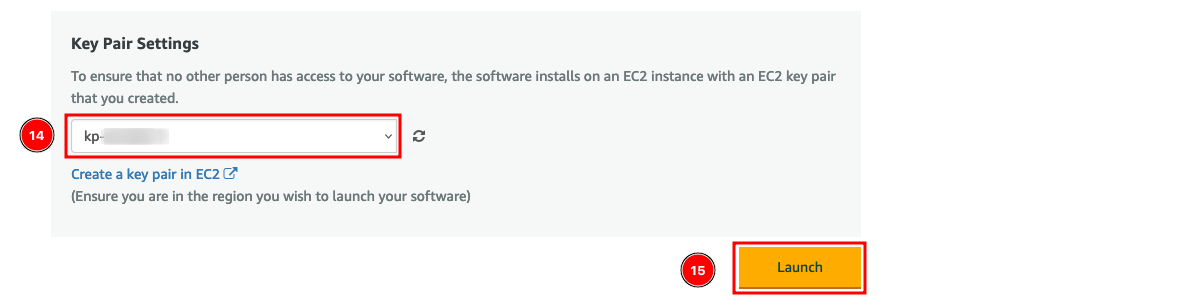 Key Pair Settings
To ensure that no other person has access to your software, the software installs on an EC2 instance with an EC2 key pair
that you created.
14
kp-
Create a key pair in EC2
(Ensure you are in the region you wish to launch your software)
15
Launch